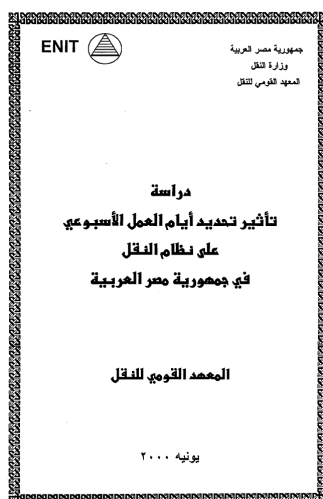 ENIT
جمهورية مصر العربية
وزارة النقل
المعهد القومي للنقل
دراسة
تأثير تحديد أيام العمل الأسبوعي
على نظام النقل
في جمهورية مصر العربية
المعهد القومي للنقل
يونيه ٢٠٠٠